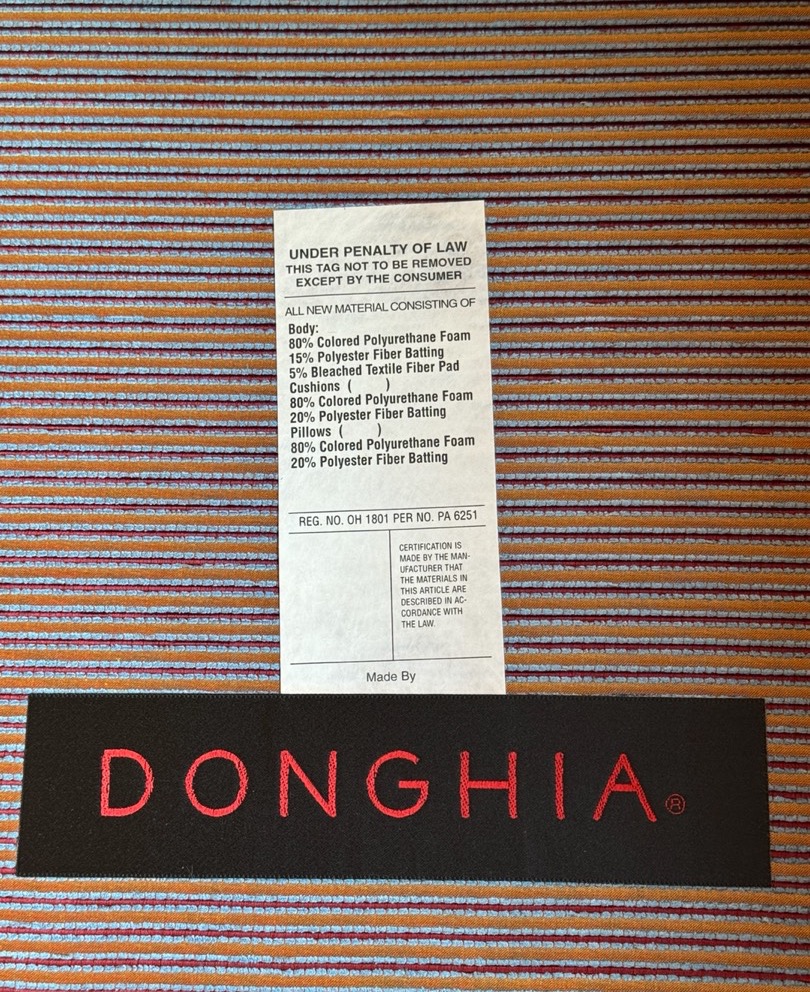 UNDER PENALTY OF LAW
THIS TAG NOT TO BE REMOVED
EXCEPT BY THE CONSUMER
ALL NEW MATERIAL CONSISTING OF
Body:
80% Colored Polyurethane Foam
15% Polyester Fiber Batting
5% Bleached Textile Fiber Pad
Cushions (      )
80% Colored Polyurethane Foam
20% Polyester Fiber Batting
Pillows (      )
80% Colored Polyurethane Foam
20% Polyester Fiber Batting
REG. NO. OH 1801 PER NO. PA 6251
CERTIFICATION IS
MADE BY THE MAN-
UFACTURER THAT
THE MATERIALS IN
THIS ARTICLE ARE
DESCRIBED IN AC-
CORDANCE WITH
THE LAW.
Made By
DONGHIA®